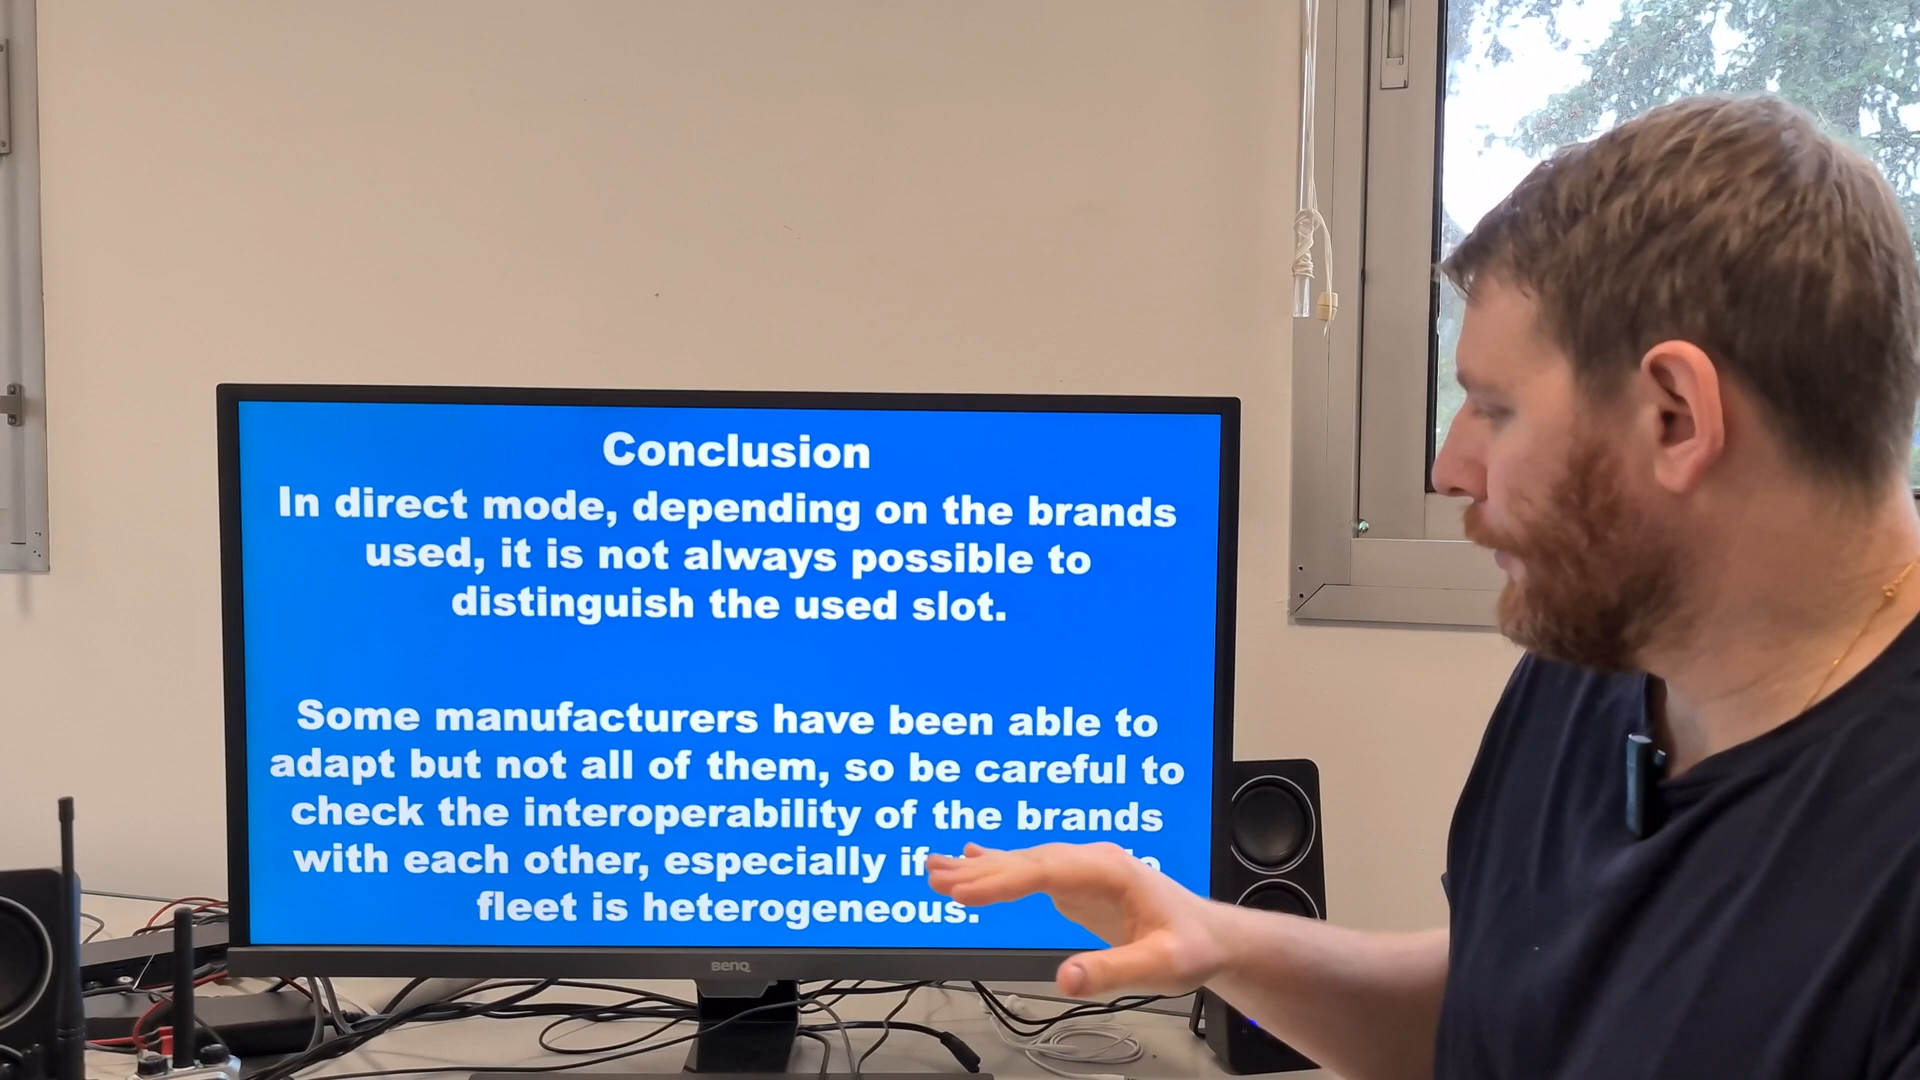 Conclusion
In direct mode, depending on the brands
used, it is not always possible to
distinguish the used slot.
Some manufacturers have been able to
adapt but not all of them, so be careful to
check the interoperability of the brands
with each other, especially if
fleet is heterogeneous.
BenQ